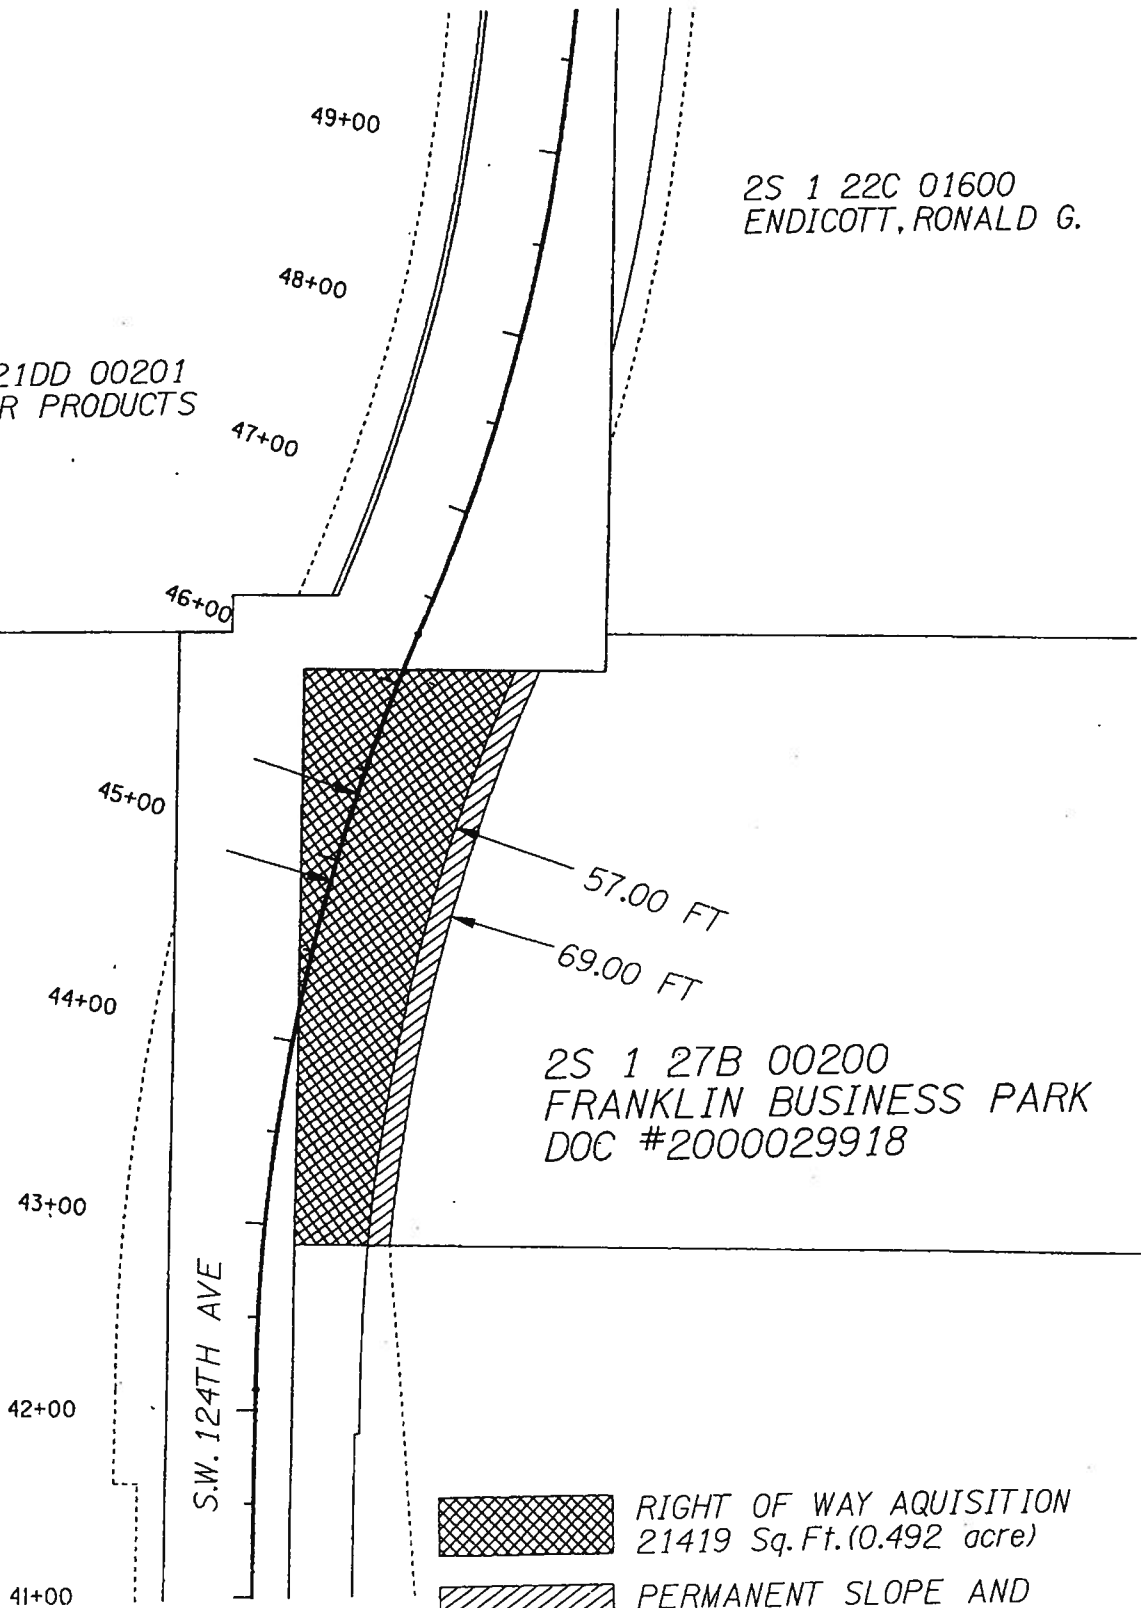 49+00
2S 1 22C 01600
ENDICOTT, RONALD G.
48+00
21DD 00201
R PRODUCTS
47+00
46+00
45+00
57.00 FT
69.00 FT
44+00
2S 1 27B 00200
FRANKLIN BUSINESS PARK
DOC #2000029918
43+00
S.W. 124TH AVE
42+00
RIGHT OF WAY AQUISITION
21419 Sq.Ft.(0.492 acre)
41+00
PERMANENT SLOPE AND